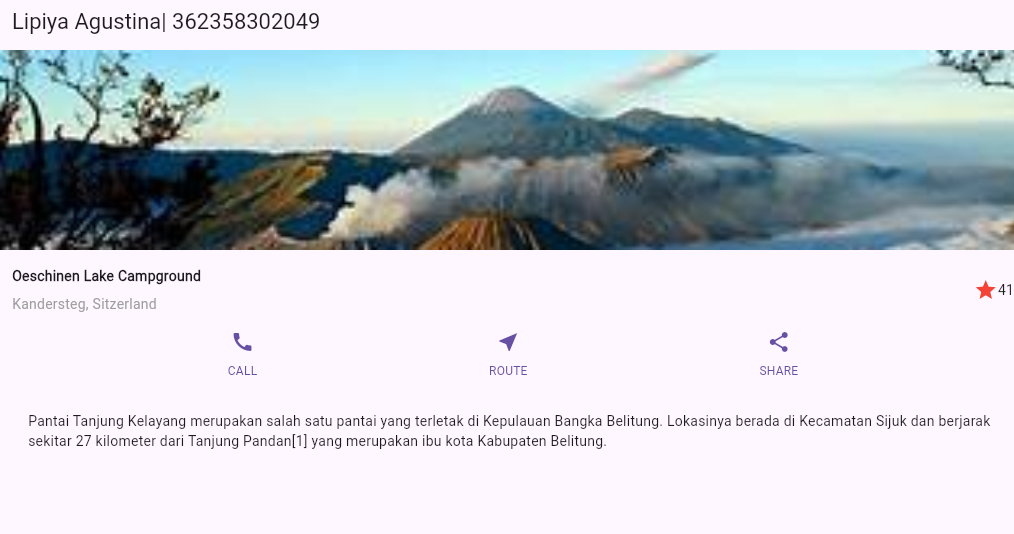 Lipiya Agustina| 362358302049
Oeschinen Lake Campground
Kandersteg, Sitzerland
41
CALL
ROUTE
SHARE
Pantai Tanjung Kelayang merupakan salah satu pantai yang terletak di Kepulauan Bangka Belitung. Lokasinya berada di Kecamatan Sijuk dan berjarak
sekitar 27 kilometer dari Tanjung Pandan[1] yang merupakan ibu kota Kabupaten Belitung.